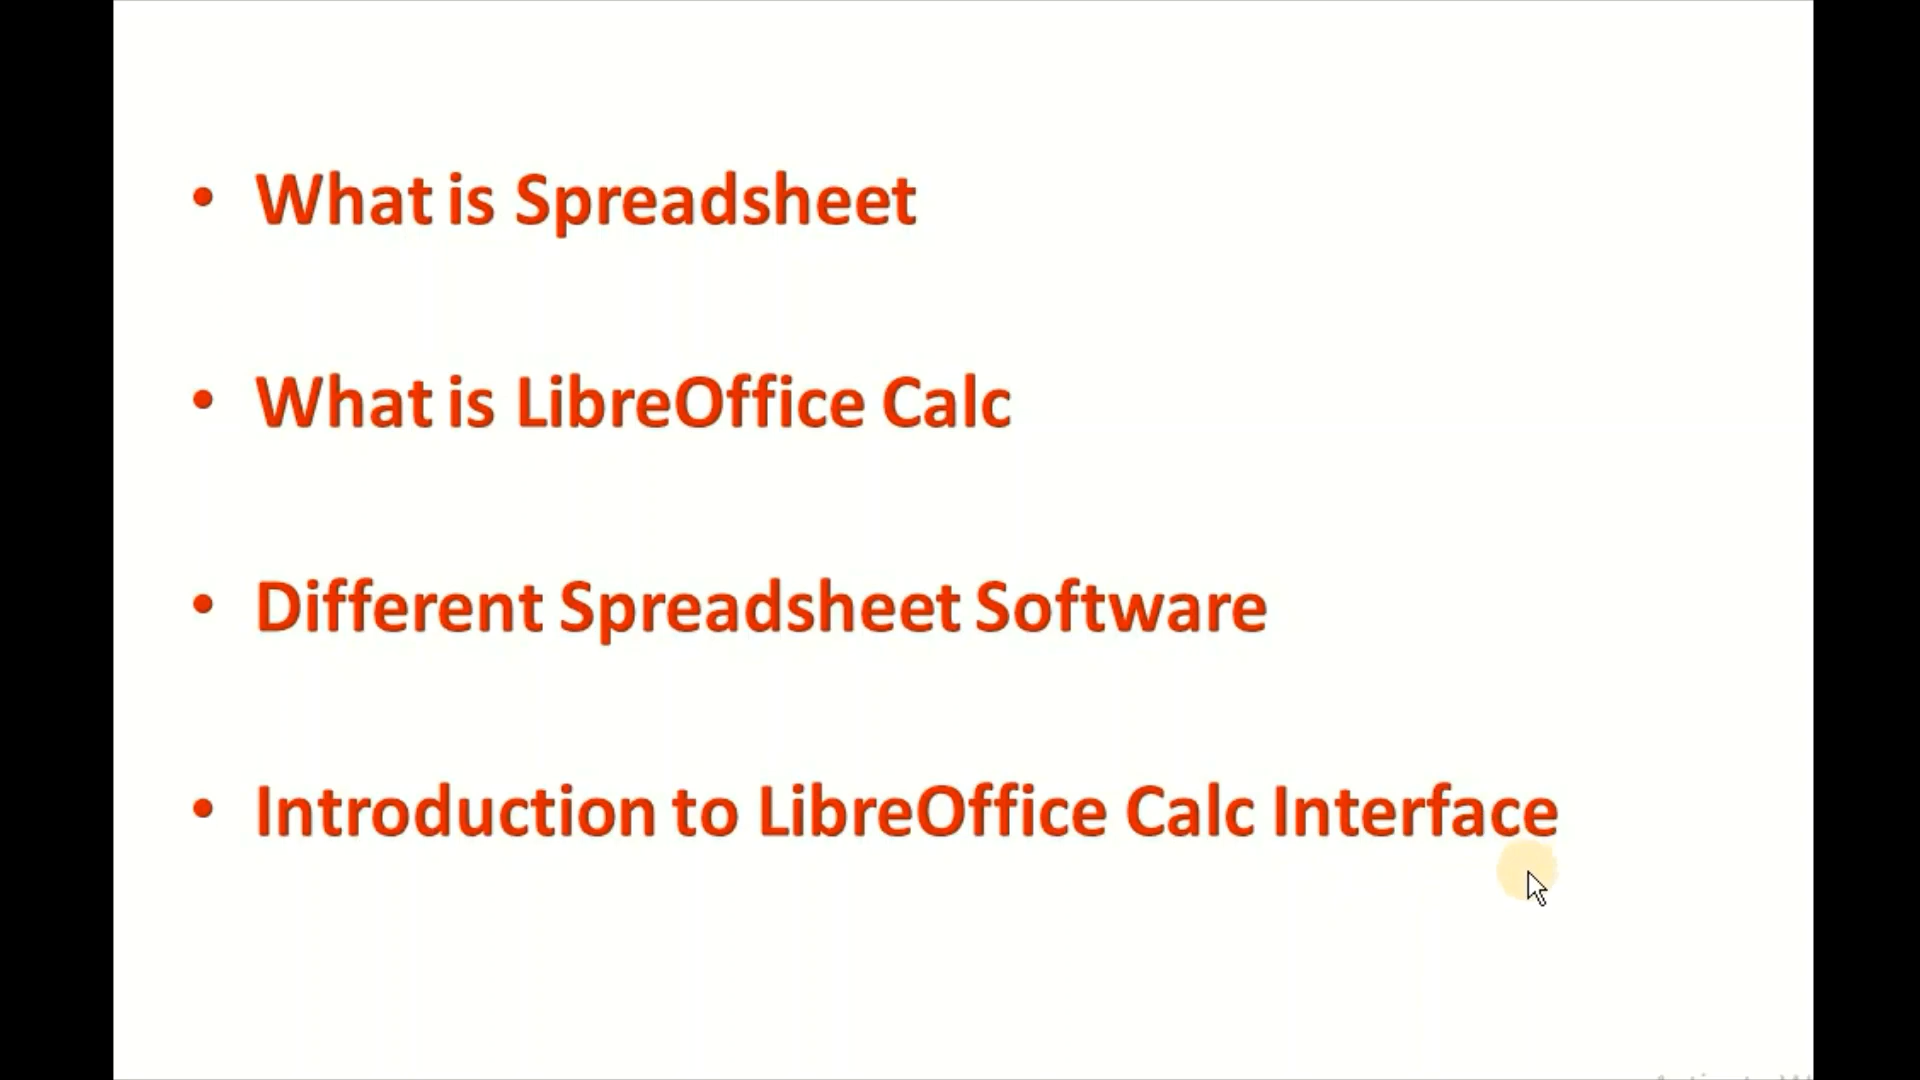 • What is Spreadsheet
• What is LibreOffice Calc
• Different Spreadsheet Software
• Introduction to LibreOffice Calc Interface